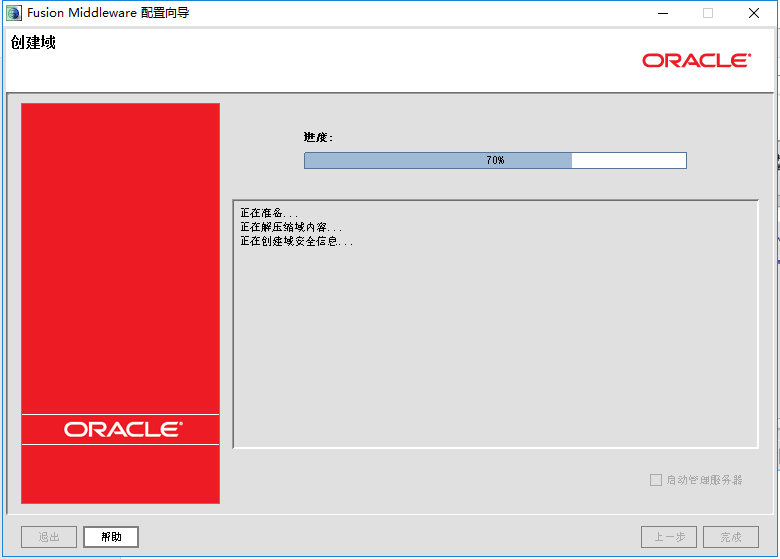 Fusion Middleware 配置向导
创建域
ORACLE
进度:
70%
正在准备...
正在解压缩域内容...
正在创建域安全信息...
ORACLE
启动管理服务器
退出
帮助
上一步
完成